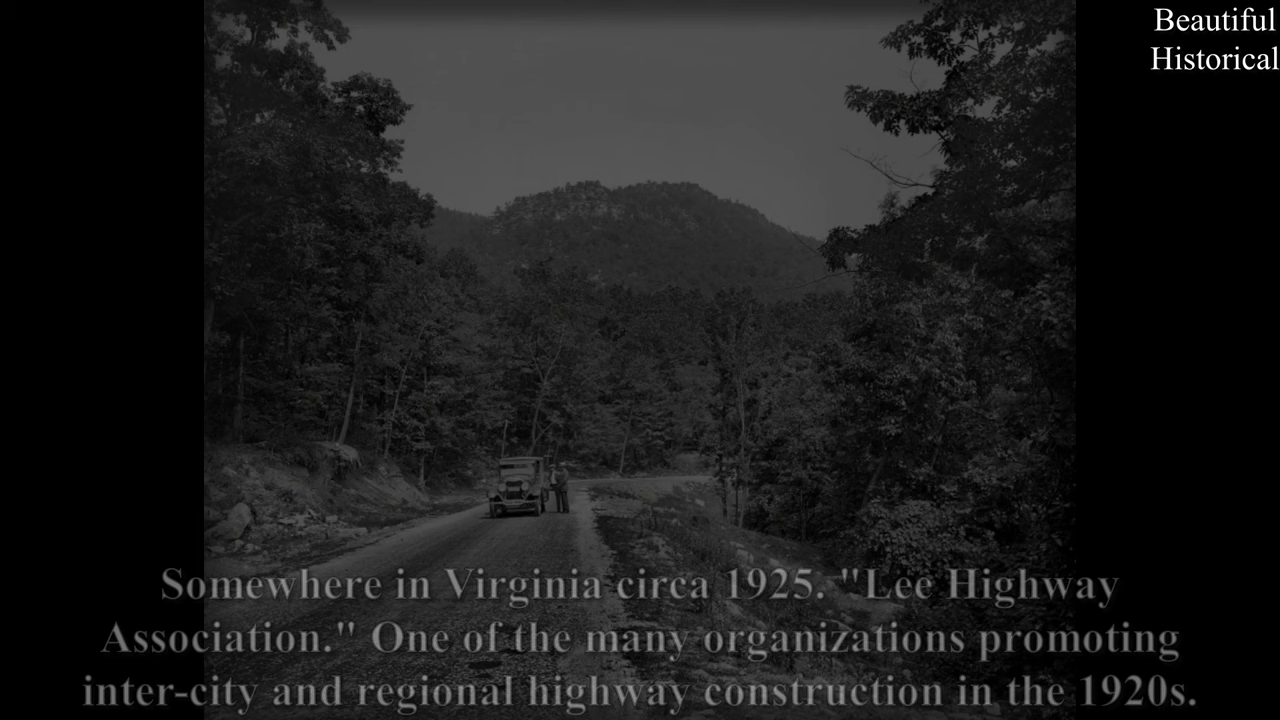 Beautiful
Historical
Somewhere in Virginia circa 1925. "Lee Highway
Association." One of the many organizations promoting
inter-city and regional highway construction in the 1920s.